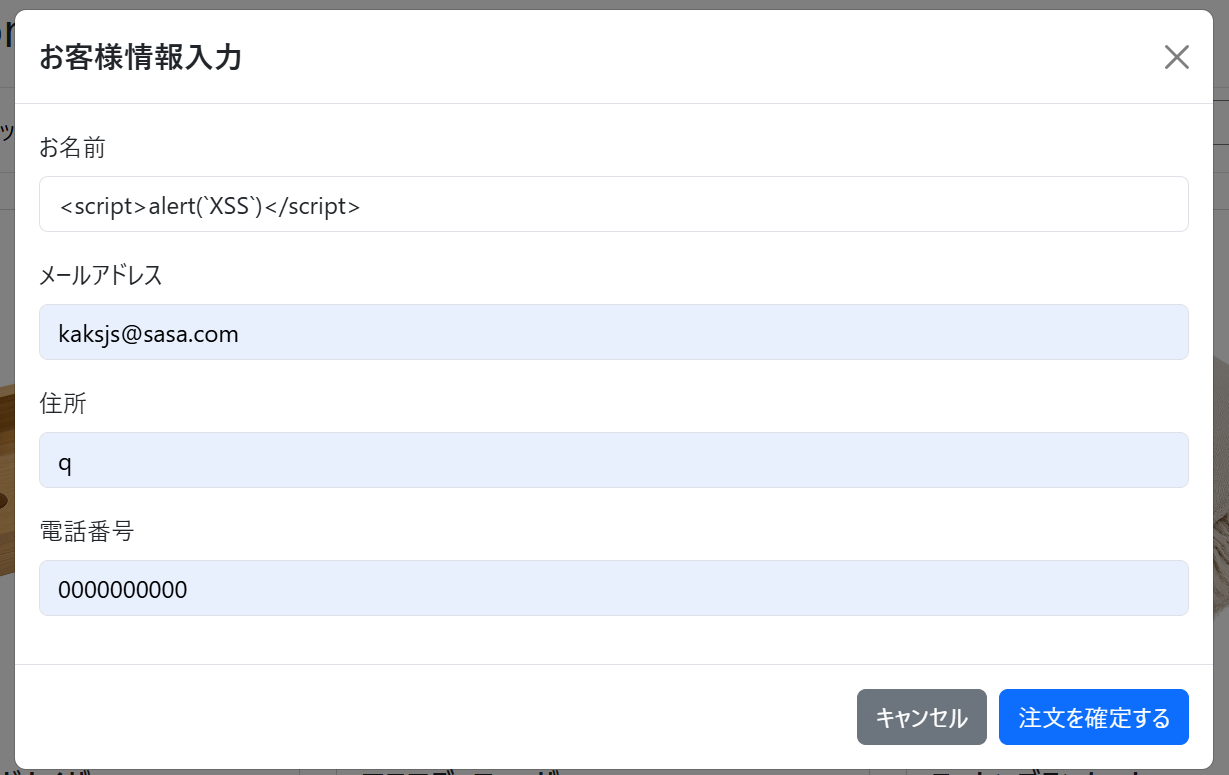 お客様情報入力
お名前
<script>alert(`XSS`)</script>
メールアドレス
kaksjs@sasa.com
住所
q
電話番号
0000000000
キャンセル
注文を確定する